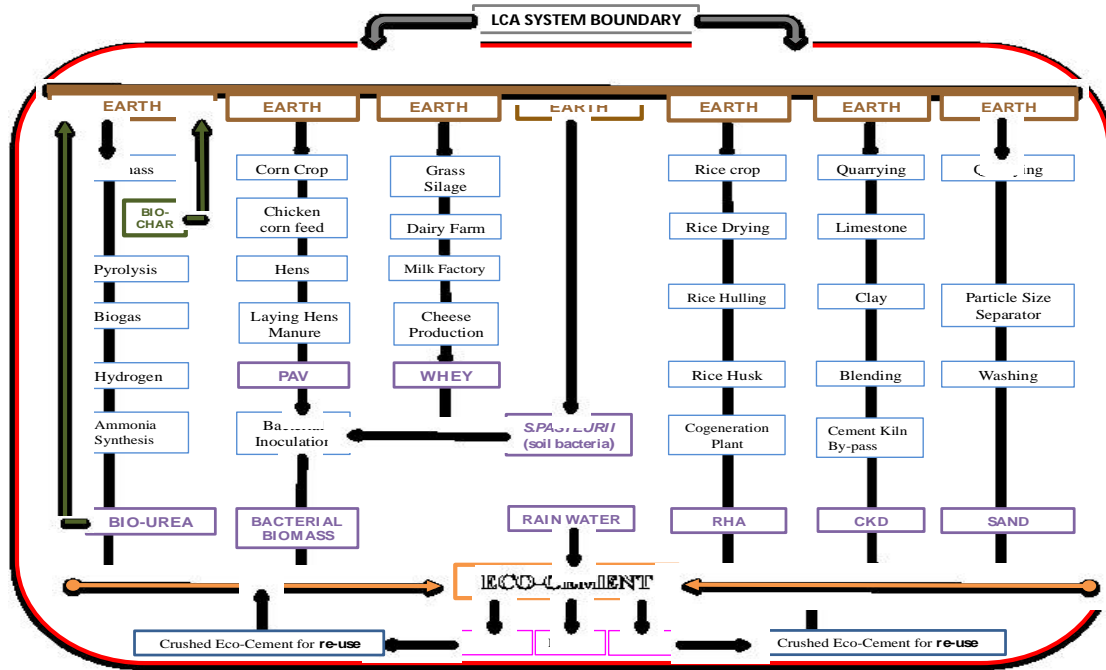 LCA SYSTEM BOUNDARY
EARTH
EARTH
EARTH
EARTH
EARTH
EARTH
EARTH
Corn Crop
Grass
Silage
Rice crop
Quarrying
BIO-
CHAR
Chicken
corn feed
Dairy Farm
Rice Drying
Limestone
Pyrolysis
Hens
Milk Factory
Rice Hulling
Clay
Particle Size
Separator
Biogas
Laying Hens
Manure
Cheese
Production
Hydrogen
PAV
WHEY
Rice Husk
Blending
Washing
Ammonia
Synthesis
Inoculation
S.PASTEURII
(soil bacteria)
Cogeneration
Plant
Cement Kiln
By-pass
BIO-UREA
BACTERIAL
BIOMASS
RAIN WATER
RHA
CKD
SAND
ECO-CEMENT
Crushed Eco-Cement for re-use
Crushed Eco-Cement for re-use